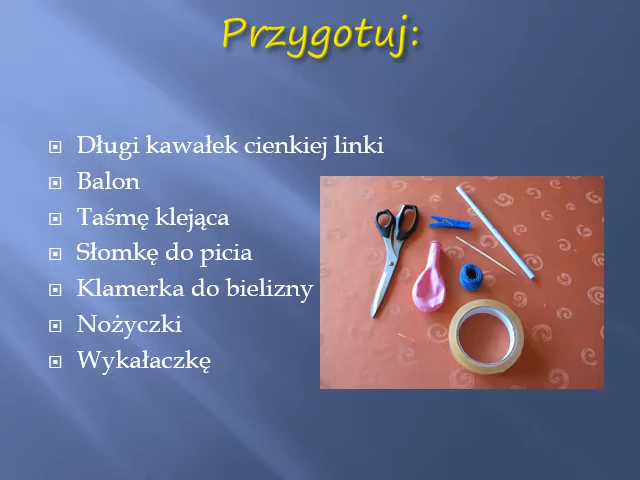 Przygotuj:
Długi kawałek cienkiej linki
Balon
Taśmę klejąca
Słomkę do picia
Klamerka do bielizny
Nożyczki
Wykałaczkę